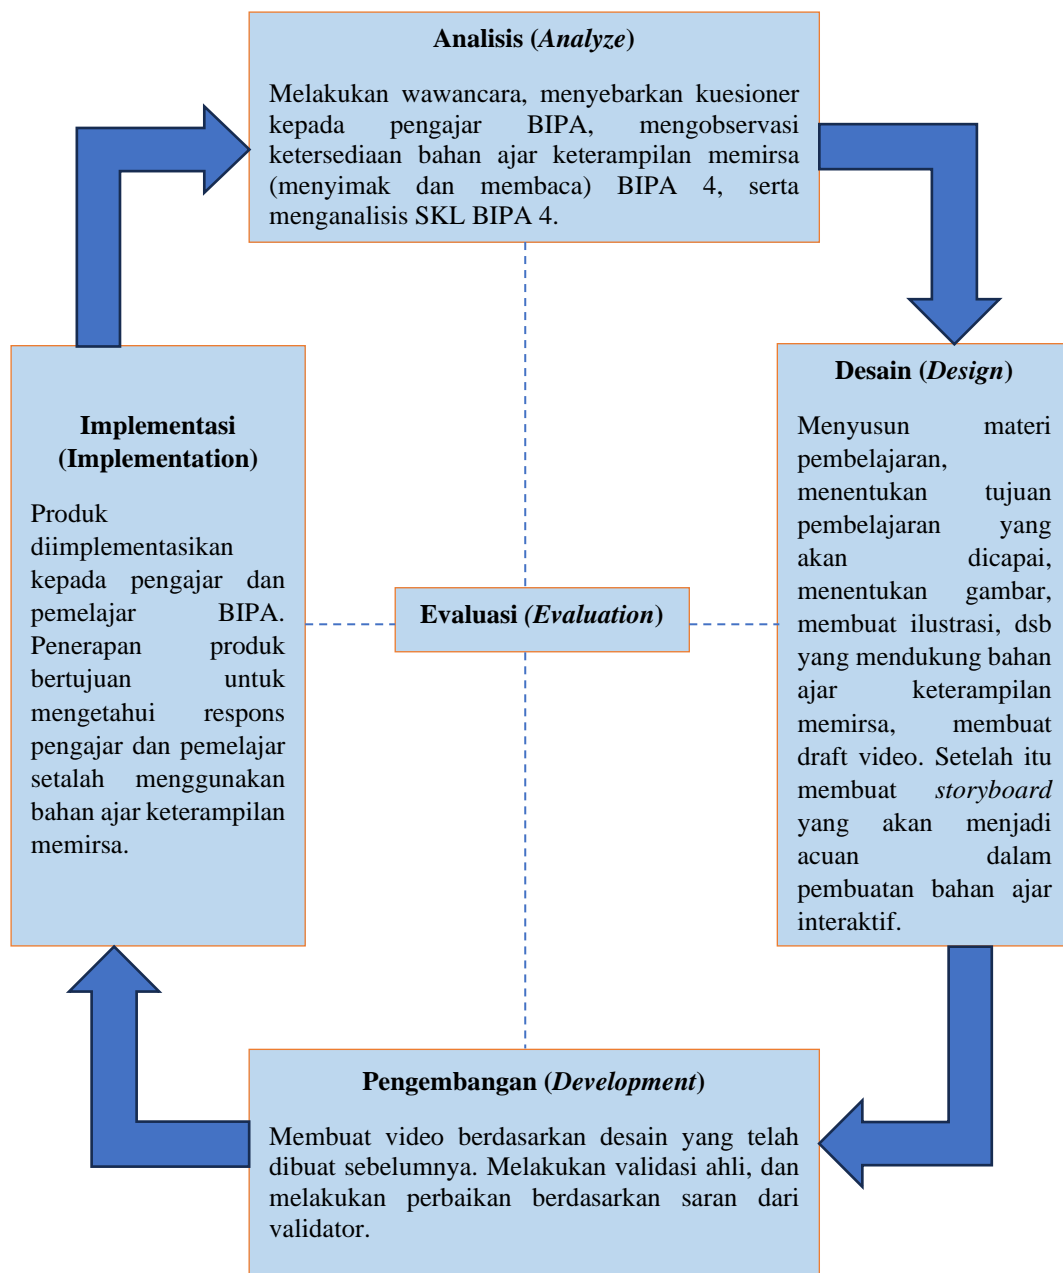 Analisis (Analyze)
Melakukan wawancara, menyebarkan kuesioner
kepada pengajar BIPA, mengobservasi
ketersediaan bahan ajar keterampilan memirsa
(menyimak dan membaca) BIPA 4, serta
menganalisis SKL BIPA 4.
Desain (Design)
Menyusun materi
pembelajaran,
menentukan tujuan
pembelajaran yang
akan dicapai,
menentukan gambar,
membuat ilustrasi, dsb
yang mendukung bahan
ajar keterampilan
memirsa, membuat
draft video. Setelah itu
membuat storyboard
yang akan menjadi
acuan dalam
pembuatan bahan ajar
interaktif.
Implementasi
(Implementation)
Produk
diimplementasikan
kepada pengajar dan
pemelajar BIPA.
Penerapan produk
bertujuan untuk
mengetahui respons
pengajar dan pemelajar
setalah menggunakan
bahan ajar keterampilan
memirsa.
Evaluasi (Evaluation)
Pengembangan (Development)
Membuat video berdasarkan desain yang telah
dibuat sebelumnya. Melakukan validasi ahli, dan
melakukan perbaikan berdasarkan saran dari
validator.